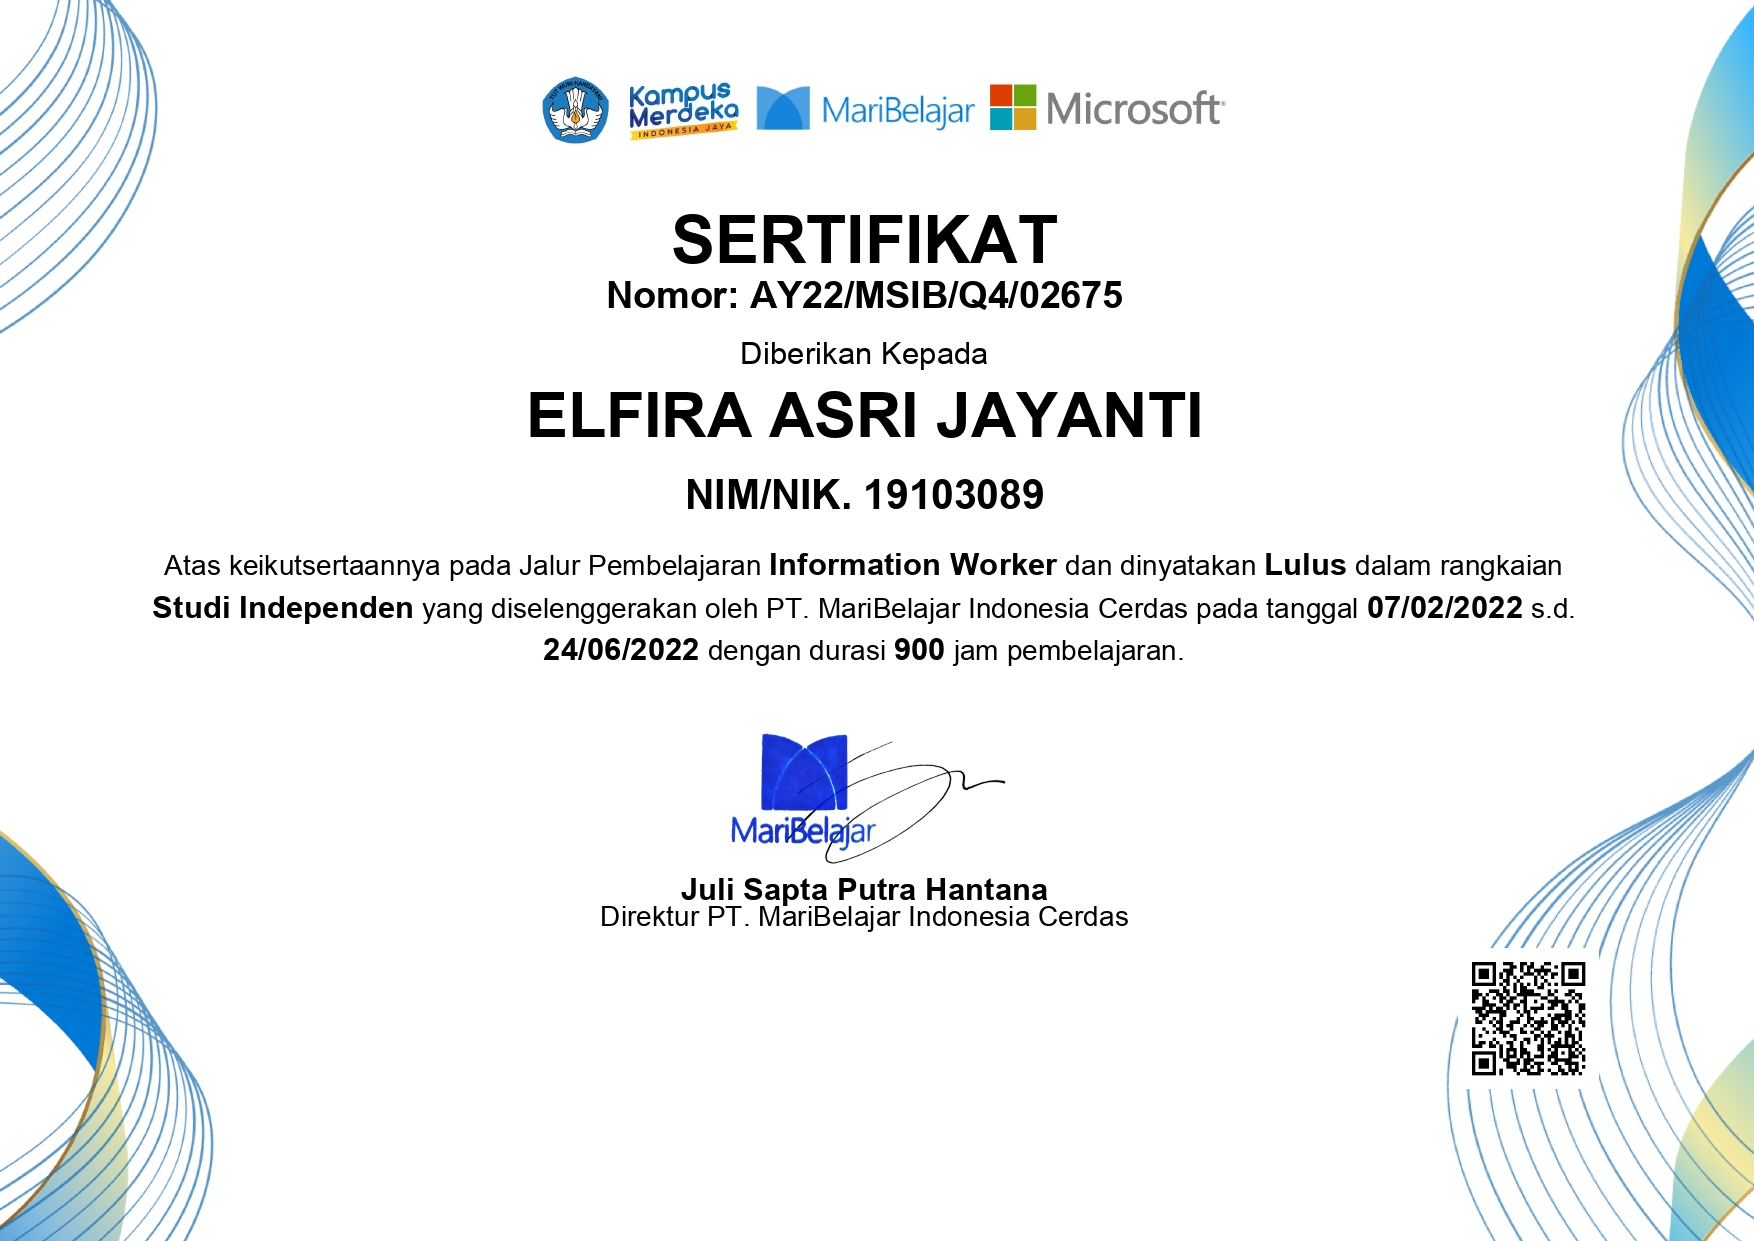 TUT WURI HANDAYANI
Kampus
Merdeka
INDONESIA JAYA
MariBelajar
Microsoft
SERTIFIKAT
Nomor: AY22/MSIB/Q4/02675
Diberikan Kepada
ELFIRA ASRI JAYANTI
NIM/NIK. 19103089
Atas keikutsertaannya pada Jalur Pembelajaran Information Worker dan dinyatakan Lulus dalam rangkaian
Studi Independen yang diselenggerakan oleh PT. MariBelajar Indonesia Cerdas pada tanggal 07/02/2022 s.d.
24/06/2022 dengan durasi 900 jam pembelajaran.
MariBelajar
Juli Sapta Putra Hantana
Direktur PT. MariBelajar Indonesia Cerdas